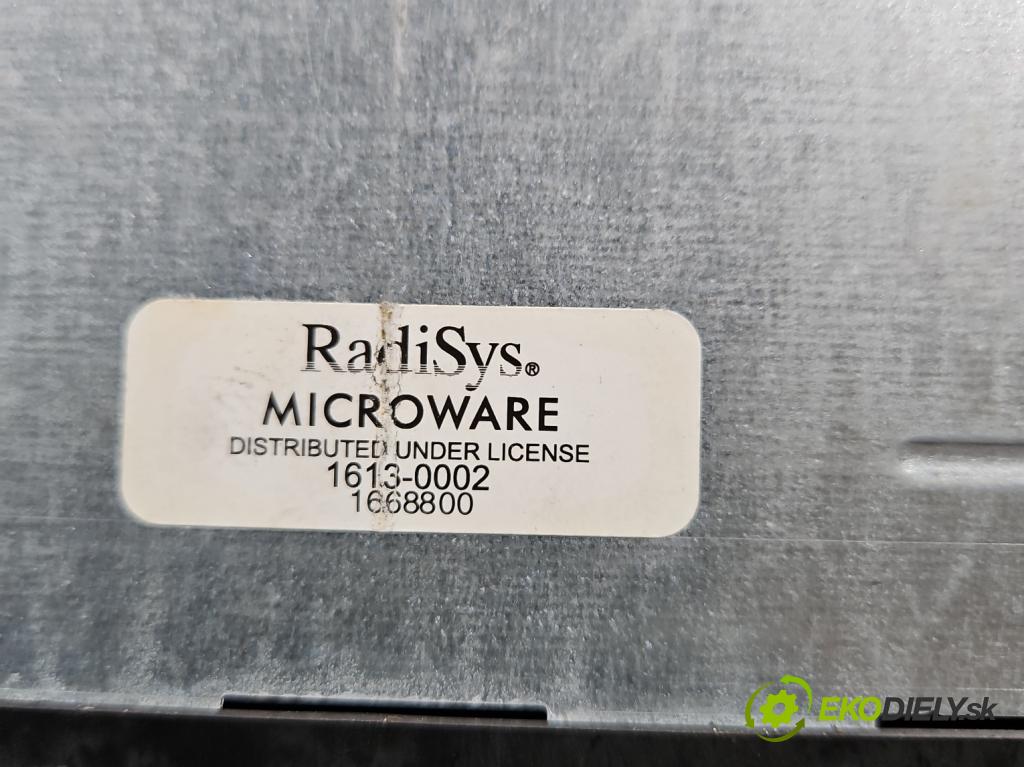 RadiSys®
MICROWARE
DISTRIBUTED UNDER LICENSE
1613-0002
1668800
EKODIELY.sk